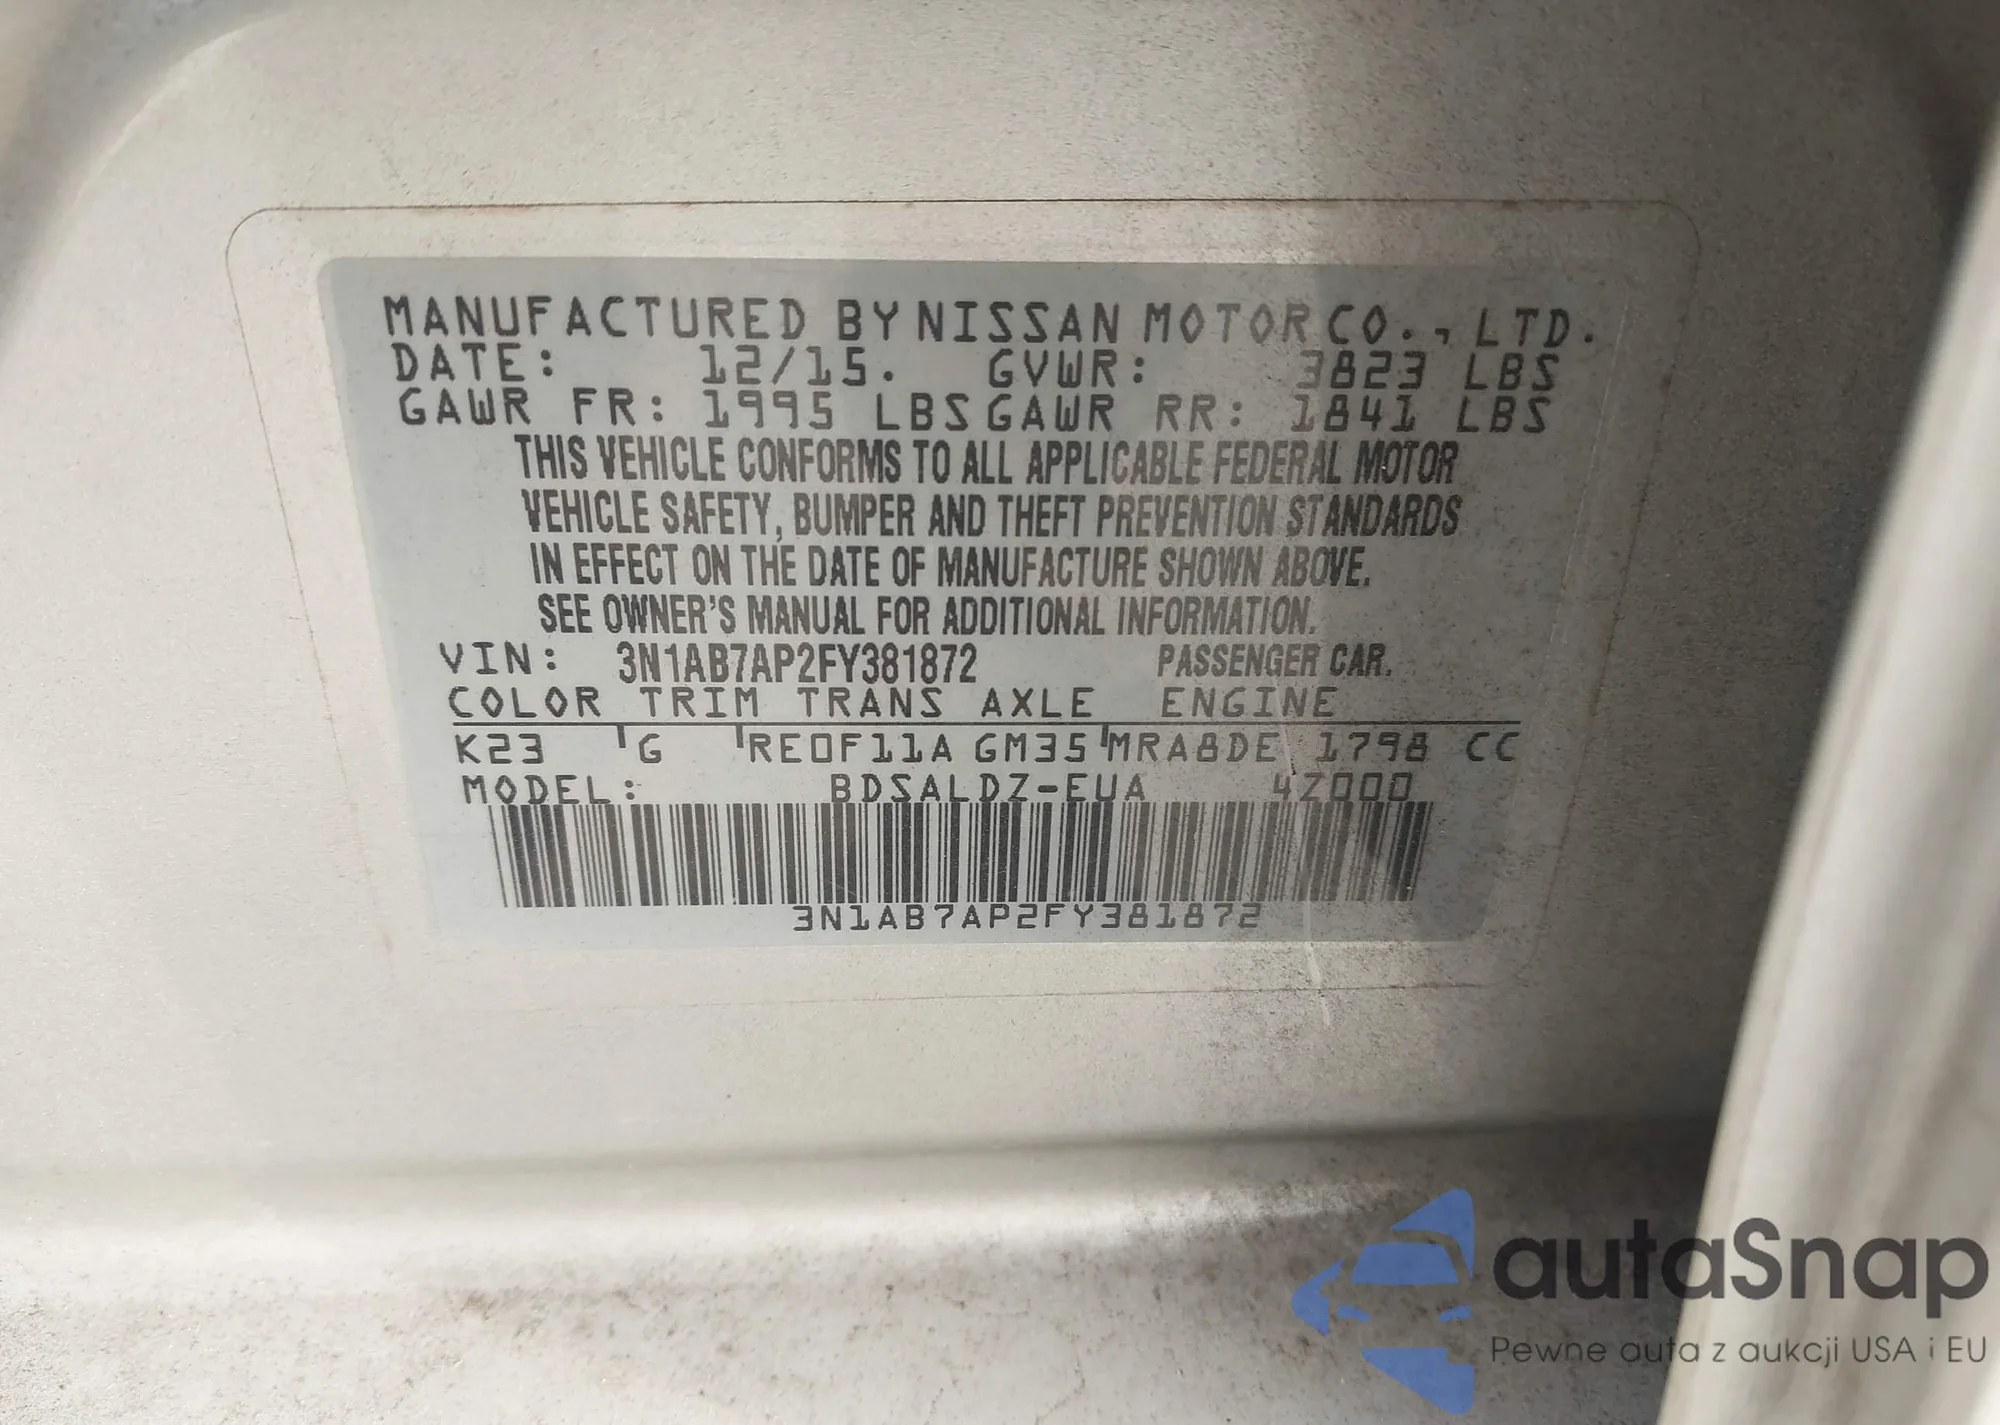 MANUFACTURED BY NISSAN MOTOR CO., LTD.
DATE: 12/15. GVWR: 3823 LBS
GAWR FR: 1995 LBS GAWR RR: 1841 LBS
THIS VEHICLE CONFORMS TO ALL APPLICABLE FEDERAL MOTOR
VEHICLE SAFETY, BUMPER AND THEFT PREVENTION STANDARDS
IN EFFECT ON THE DATE OF MANUFACTURE SHOWN ABOVE.
SEE OWNER'S MANUAL FOR ADDITIONAL INFORMATION.
VIN: 3N1AB7AP2FY381872 PASSENGER CAR.
COLOR TRIM TRANS AXLE ENGINE
K23 G RE0F11A GM35 MRA8DE 1798 CC
MODEL: BDSALDZ-EUA 4Z000
3N1AB7AP2FY381872
autaSnap
Pewne auta z aukcji USA i EU